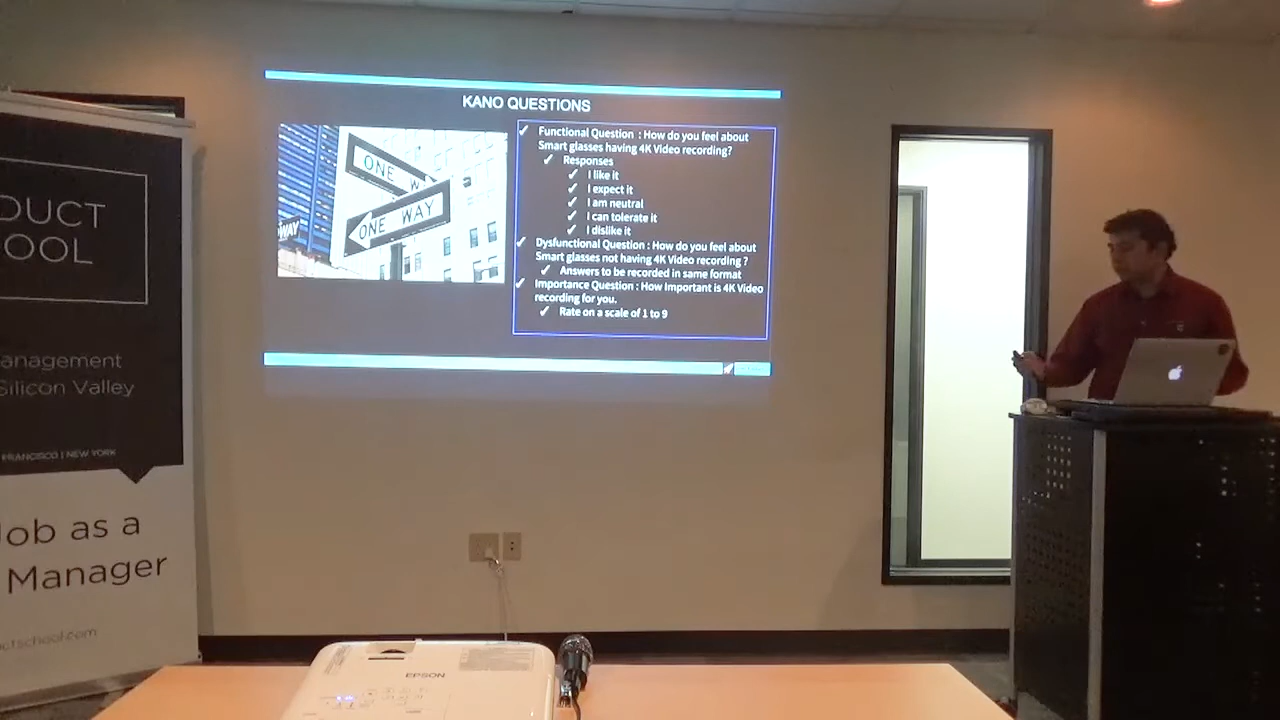 KANO QUESTIONS
ONE W
ONE WAY
WAY
✓ Functional Question : How do you feel about
Smart glasses having 4K Video recording?
✓ Responses
✓ I like it
✓ I expect it
✓ I am neutral
✓ I can tolerate it
✓ I dislike it
✓ Dysfunctional Question : How do you feel about
Smart glasses not having 4K Video recording ?
✓ Answers to be recorded in same format
✓ Importance Question : How Important is 4K Video
recording for you.
✓ Rate on a scale of 1 to 9
DUCT
OOL
anagement
Silicon Valley
FRANCISCO | NEW YORK
Job as a
Manager
ctschool.com
EPSON